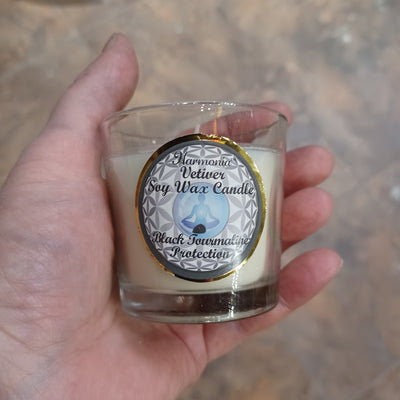 Harmonia
Vetiver
Soy Wax Candle
Black Tourmaline
Protection